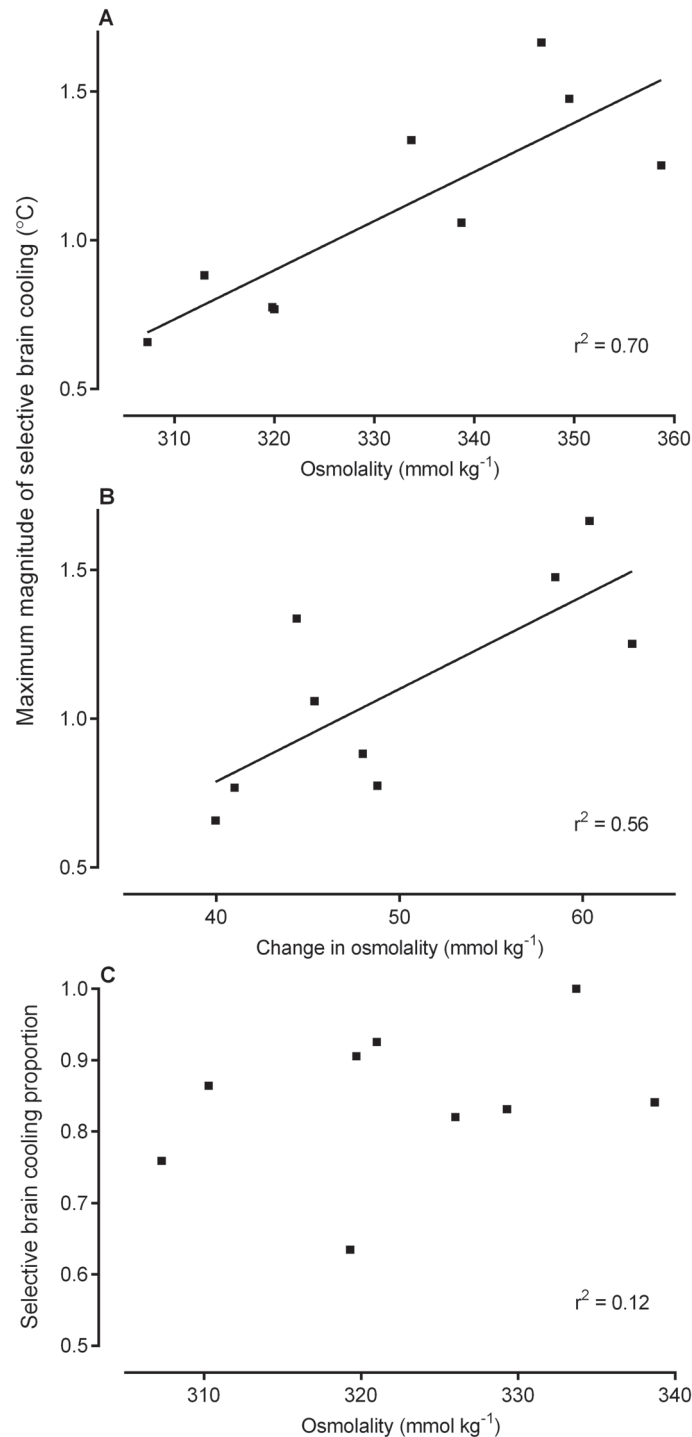 A
1.5
1.0
0.5
r² = 0.70
310 320 330 340 350 360
Osmolality (mmol kg⁻¹)
Maximum magnitude of selective brain cooling (°C)
B
1.5
1.0
0.5
r² = 0.56
40 50 60
Change in osmolality (mmol kg⁻¹)
C
1.0
0.9
0.8
0.7
0.6
0.5
Selective brain cooling proportion
r² = 0.12
310 320 330 340
Osmolality (mmol kg⁻¹)